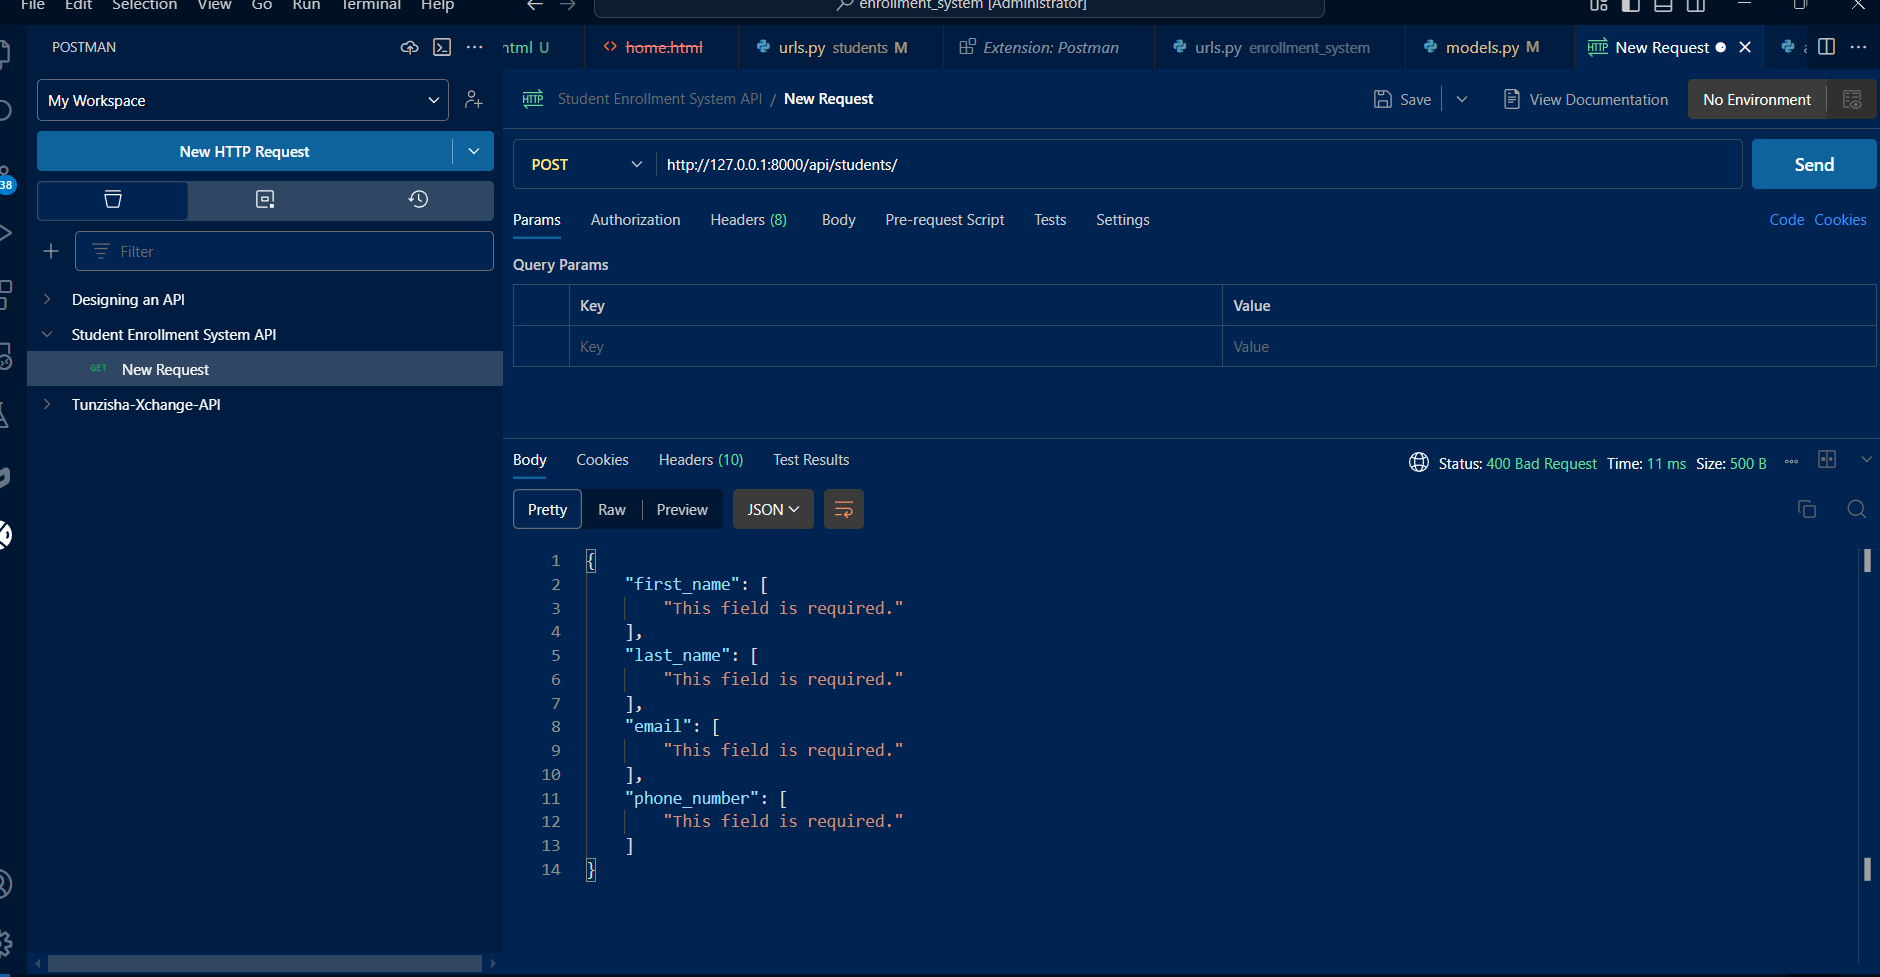 File Edit Selection View Go Run Terminal Help
enrollment_system [Administrator]
POSTMAN
html U
home.html
urls.py students M
Extension: Postman
urls.py enrollment_system
models.py M
New Request
My Workspace
Student Enrollment System API / New Request
Save
View Documentation
No Environment
New HTTP Request
POST
http://127.0.0.1:8000/api/students/
Send
38
Params Authorization Headers (8) Body Pre-request Script Tests Settings
Code Cookies
Filter
Query Params
Designing an API
Key Value
Student Enrollment System API
Key Value
GET New Request
Tunzisha-Xchange-API
Body Cookies Headers (10) Test Results
Status: 400 Bad Request Time: 11 ms Size: 500 B
Pretty Raw Preview JSON
1 {
2 "first_name": [
3 "This field is required."
4 ],
5 "last_name": [
6 "This field is required."
7 ],
8 "email": [
9 "This field is required."
10 ],
11 "phone_number": [
12 "This field is required."
13 ]
14 }